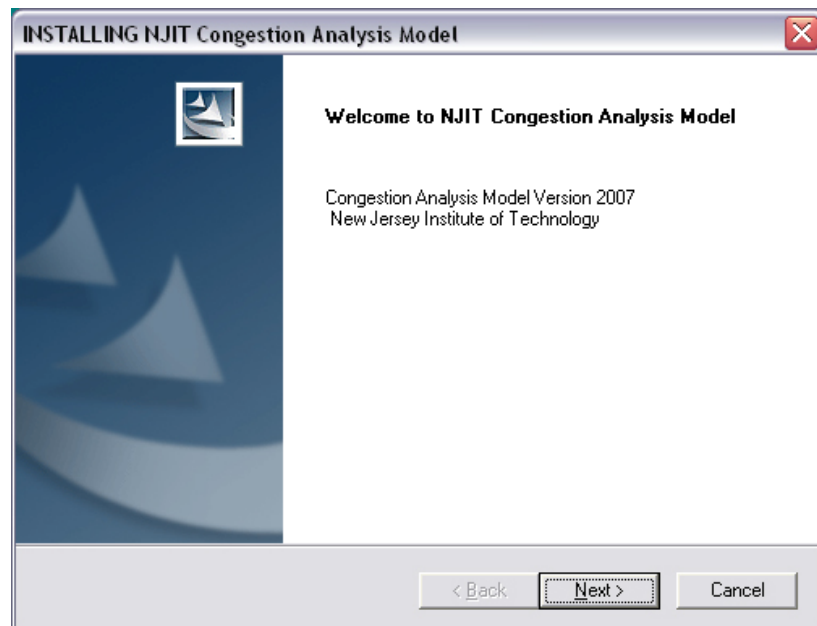 INSTALLING NJIT Congestion Analysis Model
Welcome to NJIT Congestion Analysis Model
Congestion Analysis Model Version 2007
New Jersey Institute of Technology
< Back
Next >
Cancel